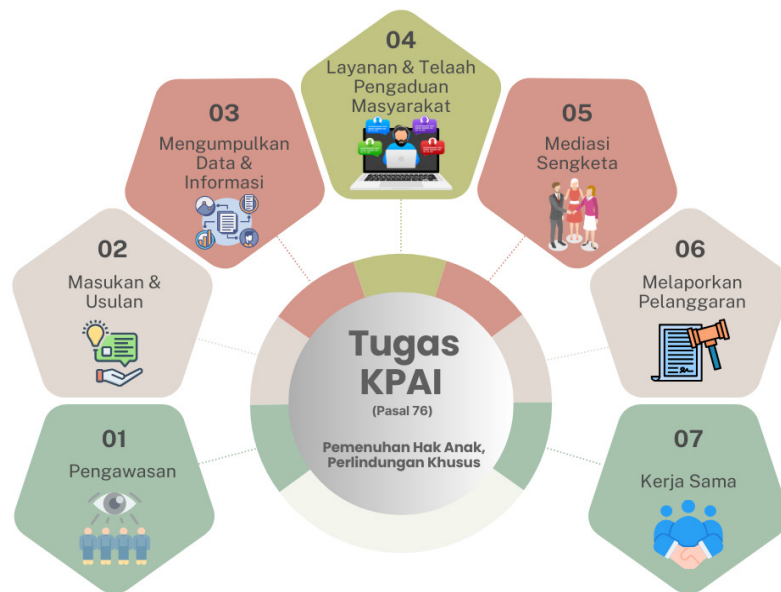 04
Layanan & Telaah
Pengaduan
Masyarakat
03
Mengumpulkan
Data &
Informasi
05
Mediasi
Sengketa
02
Masukan &
Usulan
06
Melaporkan
Pelanggaran
Tugas
KPAI
(Pasal 76)
Pemenuhan Hak Anak,
Perlindungan Khusus
01
Pengawasan
07
Kerja Sama